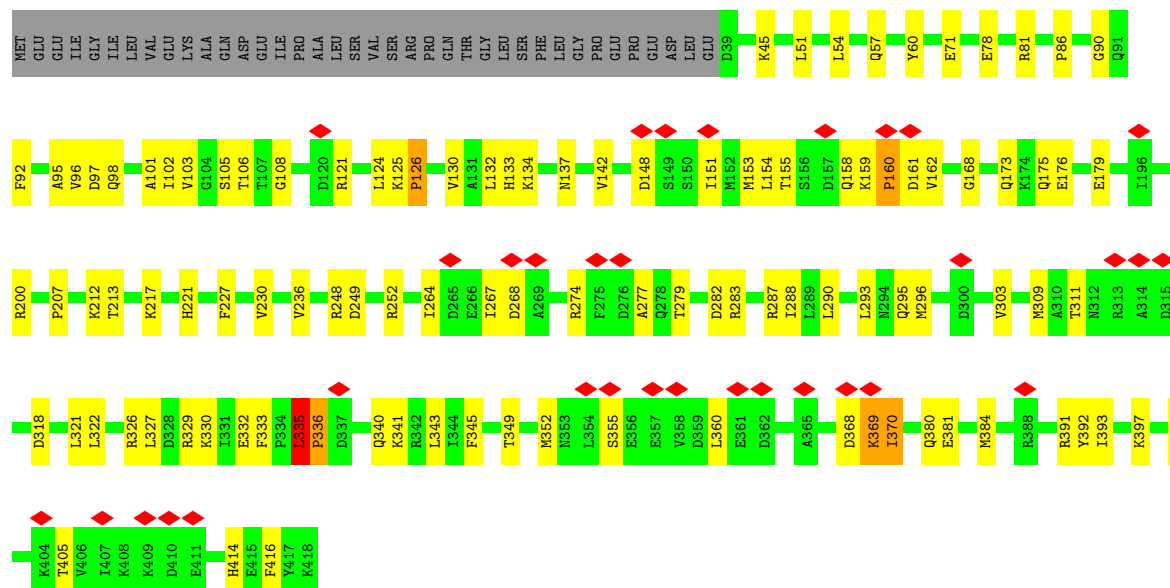 MET GLU GLU ILE GLY ILE LEU VAL GLU LYS ALA GLN ASP GLU ILE PRO ALA LEU SER VAL SER ARG PRO GLN THR GLY LEU SER PHE LEU GLY PRO GLU PRO GLU ASP LEU GLU D39 K45 L51 L54 Q57 Y60 E71 E78 R81 P86 G90 Q91
F92 A95 V96 D97 Q98 A101 I102 V103 G104 S105 T106 T107 G108 D120 R121 L124 K125 P126 V130 A131 L132 H133 K134 N137 V142 D148 S149 S150 I151 M152 M153 L154 T155 S156 D157 Q158 K159 P160 D161 V162 G168 Q173 K174 Q175 E176 E179 I196
R200 P207 K212 T213 K217 H221 F227 V230 V236 R248 D249 R252 I264 D265 E266 I267 D268 A269 R274 F275 D276 A277 Q278 T279 D282 R283 R287 I288 L289 L290 L293 N294 Q295 M296 D300 V303 M309 A310 T311 N312 R313 A314 D315
D318 L321 L322 R326 L327 D328 R329 K330 I331 E332 F333 P334 L335 P336 D337 Q340 K341 R342 L343 I344 F345 T349 M352 N353 L354 S355 E356 E357 V358 D359 L360 E361 D362 A365 D368 K369 I370 Q380 E381 M384 R388 R391 Y392 I393 K397
K404 T405 V406 I407 K408 K409 D410 E411 H414 E415 F416 Y417 K418